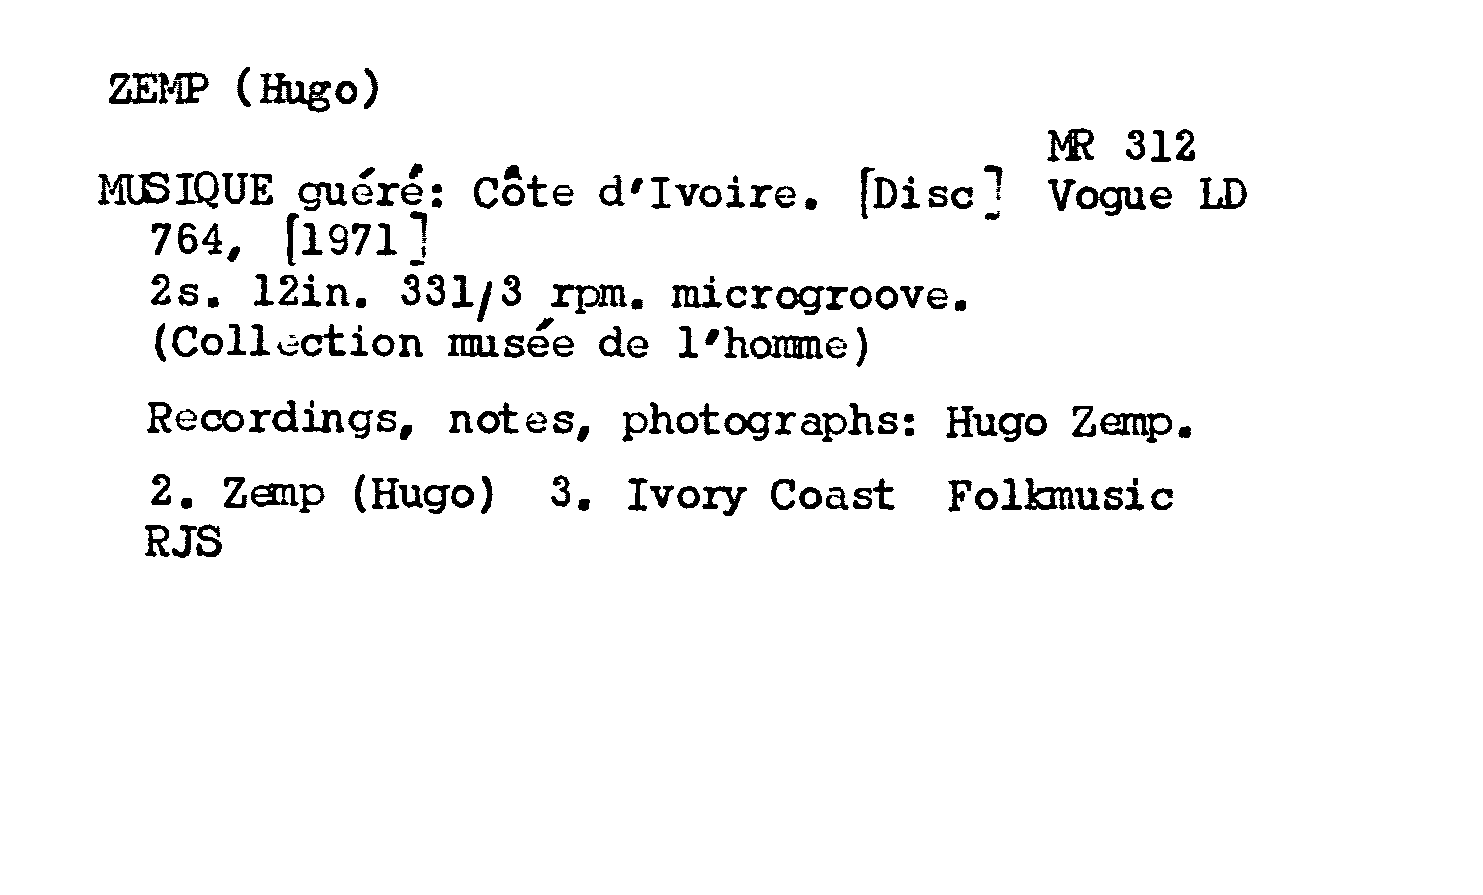 ZEMP (Hugo)
MR 312
MUSIQUE guéré: Côte d'Ivoire. [Disc] Vogue LD
764, [1971]
2s. 12in. 331/3 rpm. microgroove.
(Collection musée de l'homme)
Recordings, notes, photographs: Hugo Zemp.
2. Zemp (Hugo) 3. Ivory Coast Folkmusic
RJS